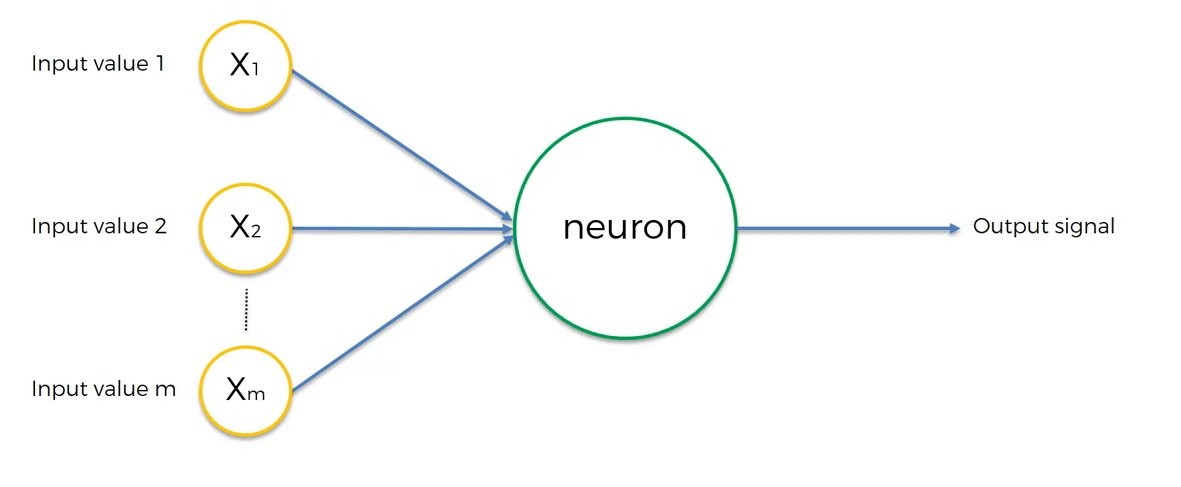 Input value 1
X₁
Input value 2
X₂
neuron
Output signal
Input value m
Xm